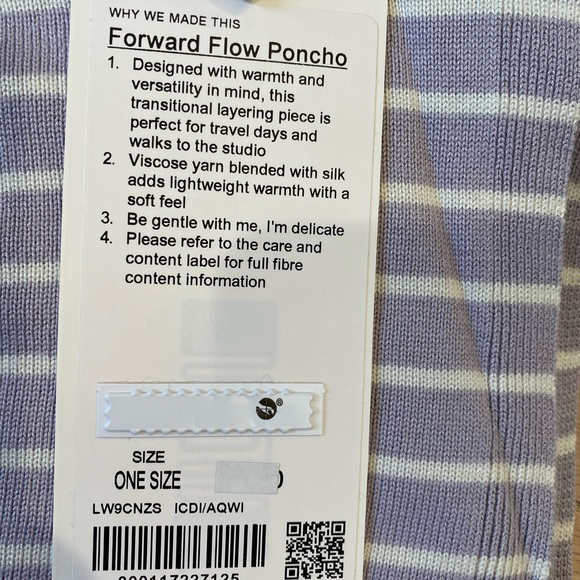 WHY WE MADE THIS
Forward Flow Poncho
1. Designed with warmth and
versatility in mind, this
transitional layering piece is
perfect for travel days and
walks to the studio
2. Viscose yarn blended with silk
adds lightweight warmth with a
soft feel
3. Be gentle with me, I'm delicate
4. Please refer to the care and
content label for full fibre
content information
®
SIZE
ONE SIZE
LW9CNZS ICDI/AQWI